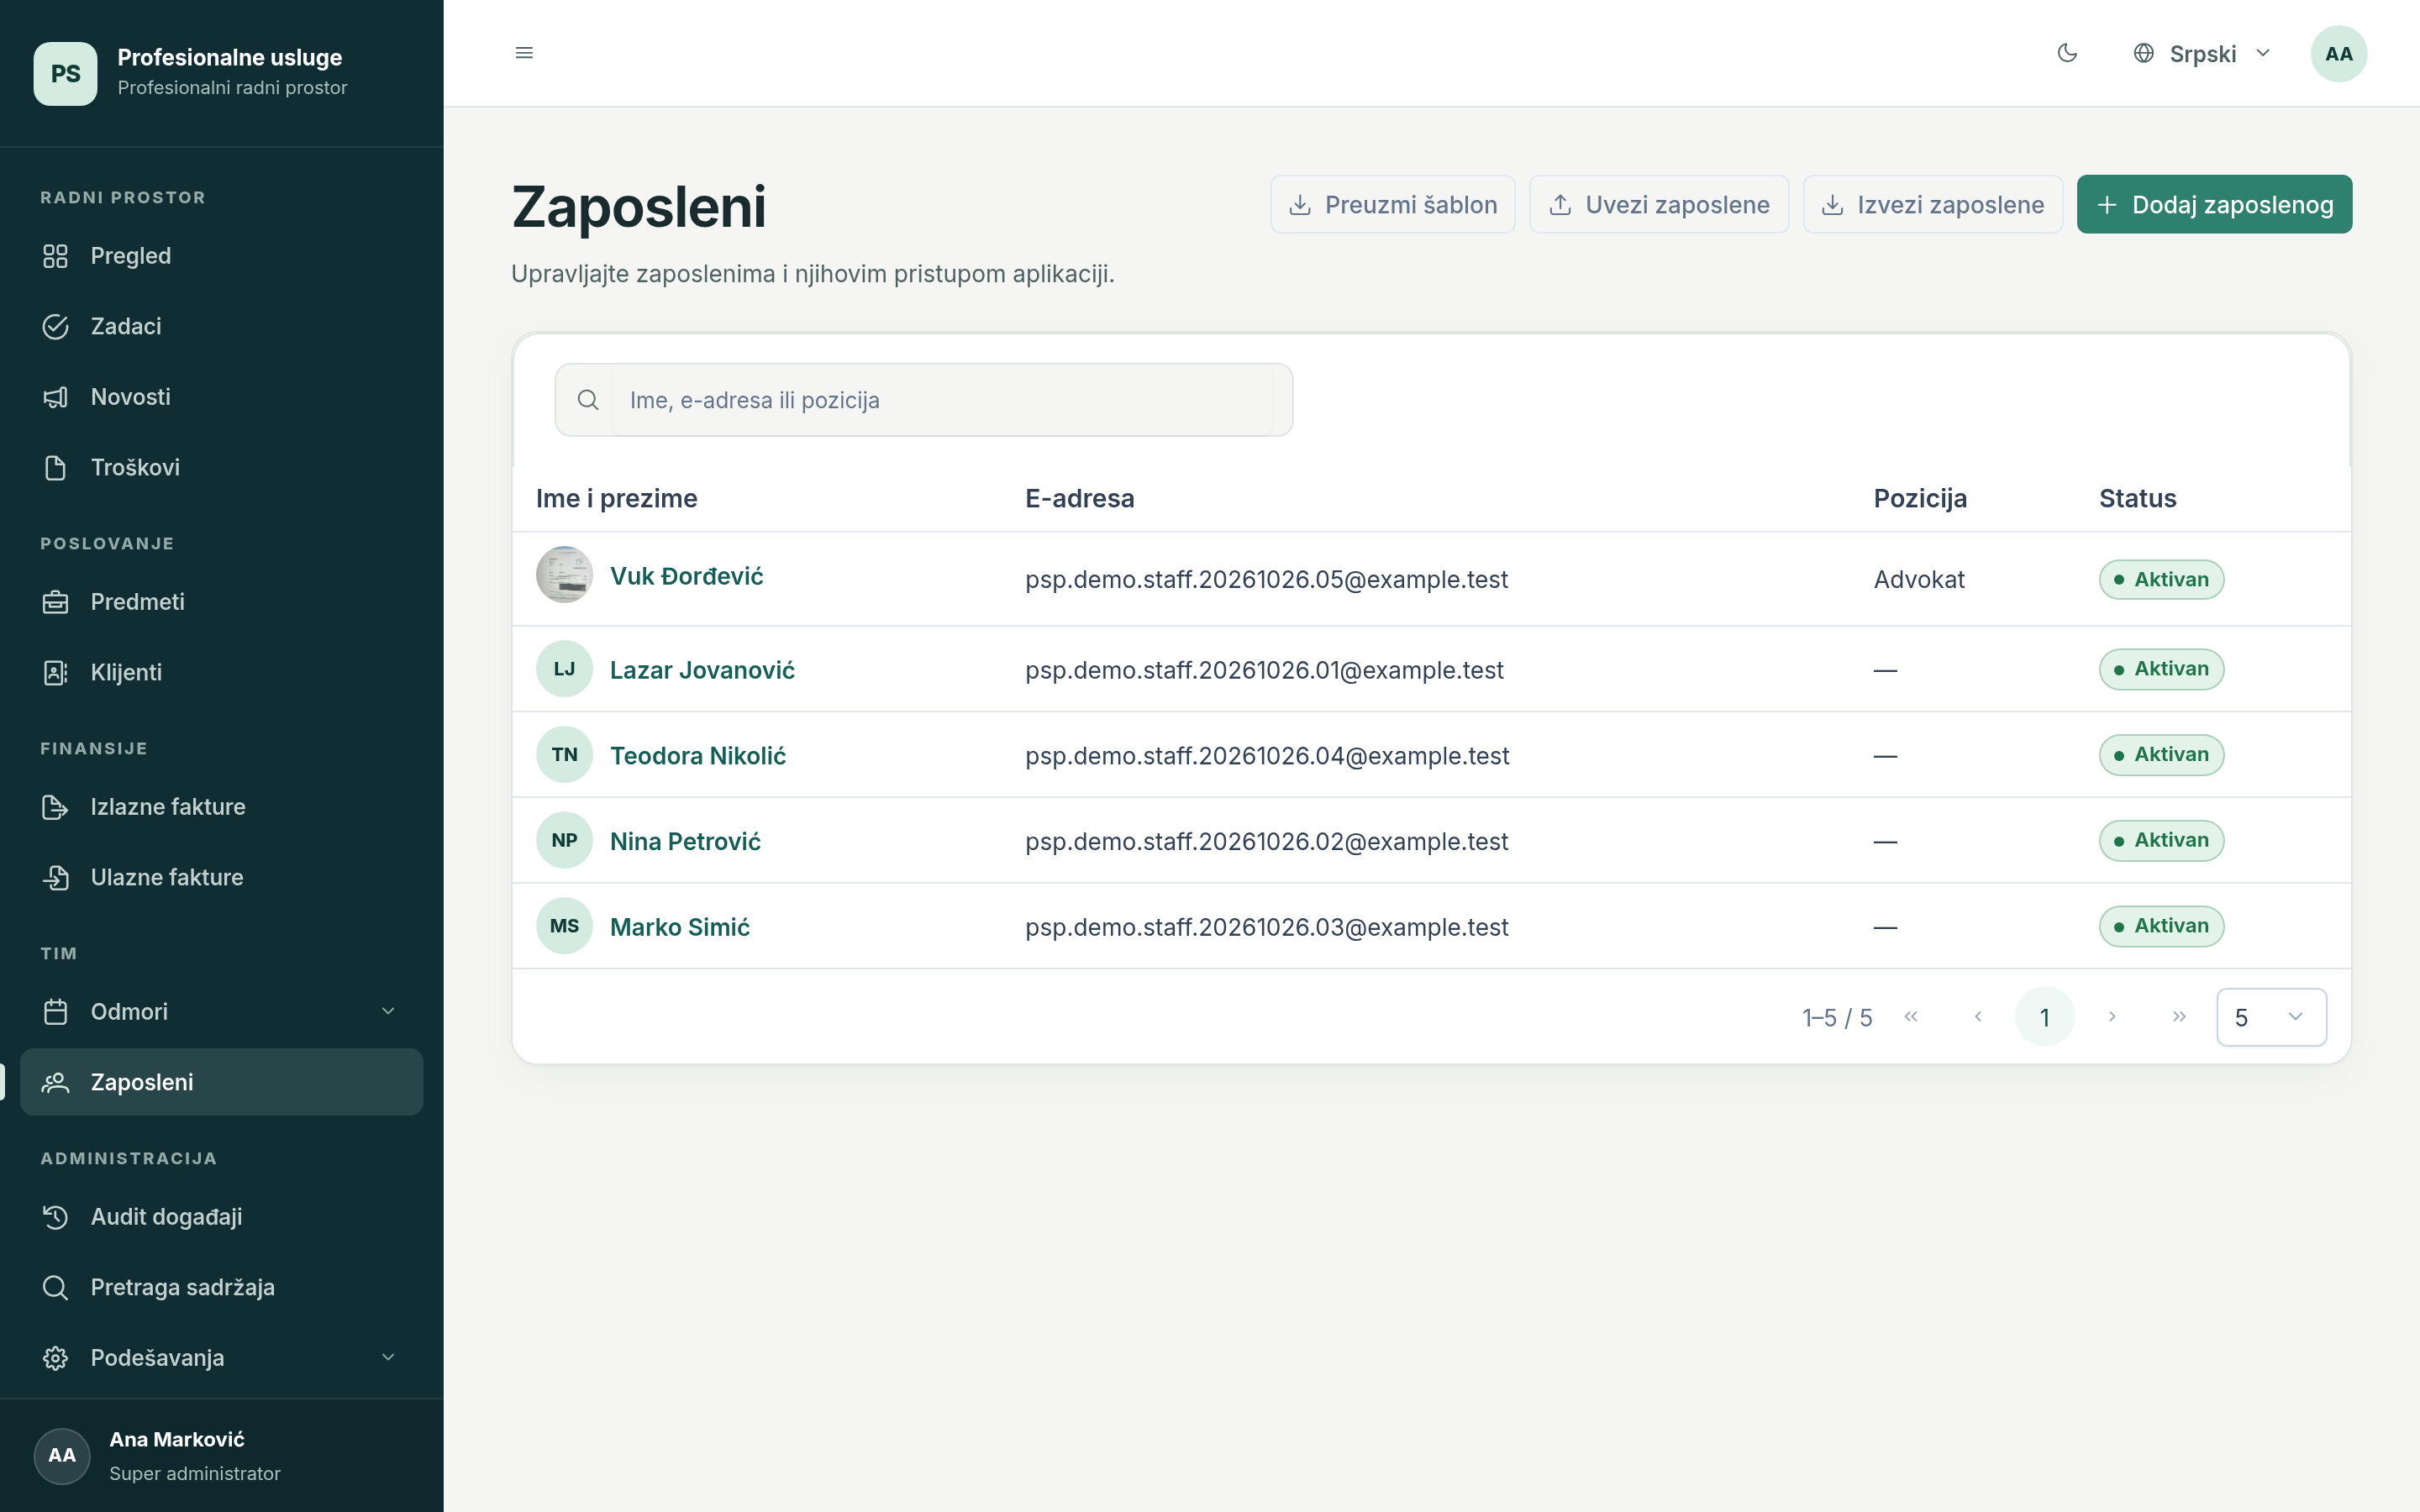 PS
Profesionalne usluge
Profesionalni radni prostor
RADNI PROSTOR
Pregled
Zadaci
Novosti
Troškovi
POSLOVANJE
Predmeti
Klijenti
FINANSIJE
Izlazne fakture
Ulazne fakture
TIM
Odmori
Zaposleni
ADMINISTRACIJA
Audit događaji
Pretraga sadržaja
Podešavanja
AA
Ana Marković
Super administrator
Srpski
AA
Zaposleni
Preuzmi šablon
Uvezi zaposlene
Izvezi zaposlene
Dodaj zaposlenog
Upravljajte zaposlenima i njihovim pristupom aplikaciji.
Ime, e-adresa ili pozicija
Ime i prezime E-adresa Pozicija Status
Vuk Đorđević psp.demo.staff.20261026.05@example.test Advokat Aktivan
LJ Lazar Jovanović psp.demo.staff.20261026.01@example.test — Aktivan
TN Teodora Nikolić psp.demo.staff.20261026.04@example.test — Aktivan
NP Nina Petrović psp.demo.staff.20261026.02@example.test — Aktivan
MS Marko Simić psp.demo.staff.20261026.03@example.test — Aktivan
1–5 / 5 « ‹ 1 › » 5